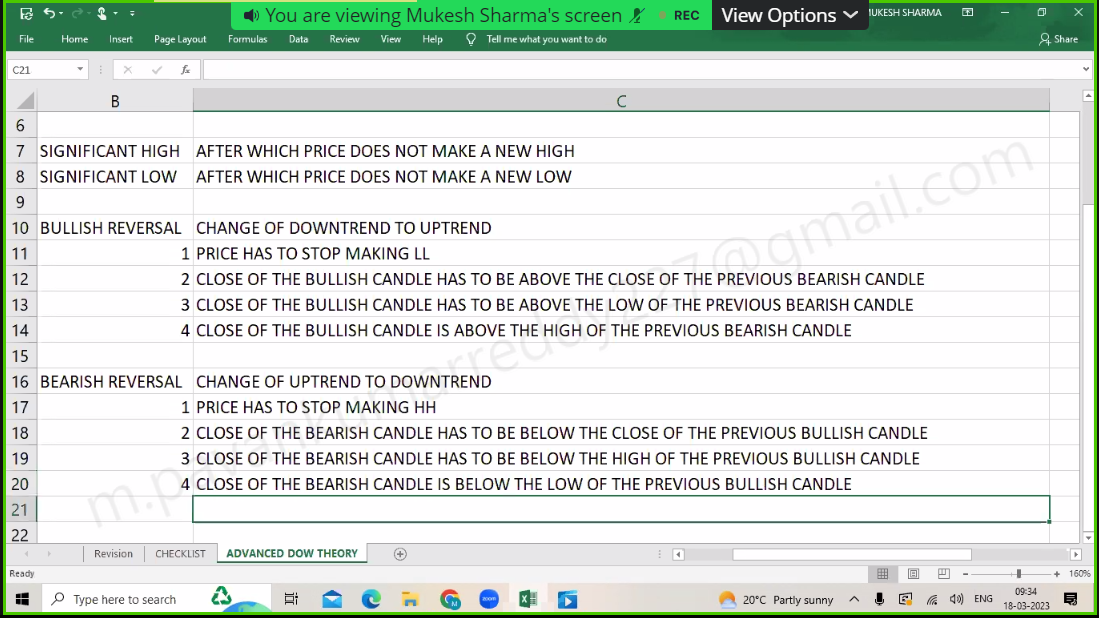 You are viewing Mukesh Sharma's screen
REC
View Options
MUKESH SHARMA
File Home Insert Page Layout Formulas Data Review View Help Tell me what you want to do Share
C21 fx
B C
6
7 SIGNIFICANT HIGH AFTER WHICH PRICE DOES NOT MAKE A NEW HIGH
8 SIGNIFICANT LOW AFTER WHICH PRICE DOES NOT MAKE A NEW LOW
9
10 BULLISH REVERSAL CHANGE OF DOWNTREND TO UPTREND
11 1 PRICE HAS TO STOP MAKING LL
12 2 CLOSE OF THE BULLISH CANDLE HAS TO BE ABOVE THE CLOSE OF THE PREVIOUS BEARISH CANDLE
13 3 CLOSE OF THE BULLISH CANDLE HAS TO BE ABOVE THE LOW OF THE PREVIOUS BEARISH CANDLE
14 4 CLOSE OF THE BULLISH CANDLE IS ABOVE THE HIGH OF THE PREVIOUS BEARISH CANDLE
15
16 BEARISH REVERSAL CHANGE OF UPTREND TO DOWNTREND
17 1 PRICE HAS TO STOP MAKING HH
18 2 CLOSE OF THE BEARISH CANDLE HAS TO BE BELOW THE CLOSE OF THE PREVIOUS BULLISH CANDLE
19 3 CLOSE OF THE BEARISH CANDLE HAS TO BE BELOW THE HIGH OF THE PREVIOUS BULLISH CANDLE
20 4 CLOSE OF THE BEARISH CANDLE IS BELOW THE LOW OF THE PREVIOUS BULLISH CANDLE
21
22
m.pavankumarreddy227@gmail.com
Revision CHECKLIST ADVANCED DOW THEORY
Ready 160%
Type here to search zoom 20°C Partly sunny ENG 09:34
18-03-2023